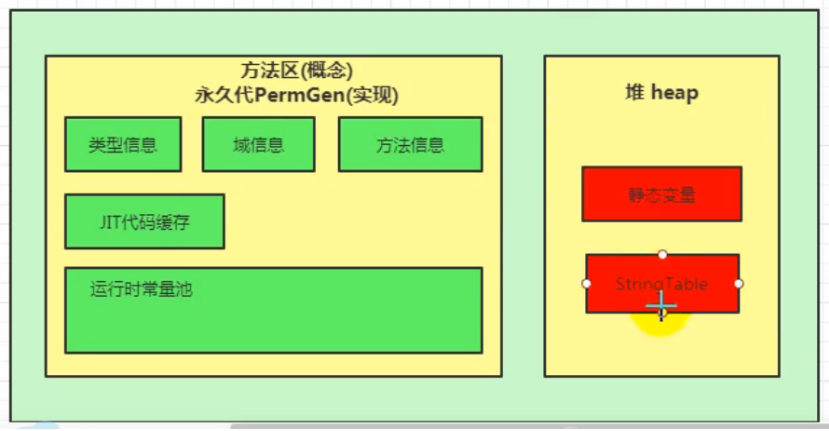 方法区(概念)
永久代PermGen(实现)
类型信息
域信息
方法信息
JIT代码缓存
运行时常量池
堆 heap
静态变量
StringTable